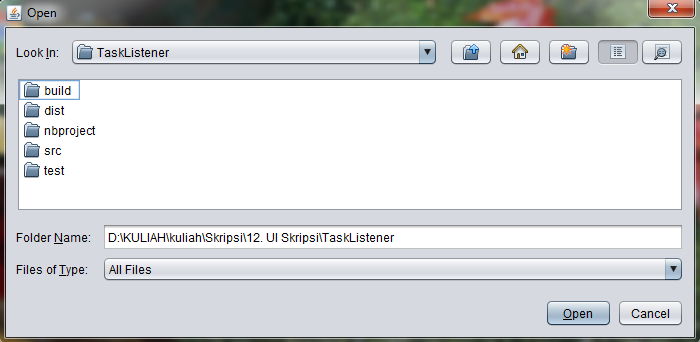 Open
Look In: TaskListener
build
dist
nbproject
src
test
Folder Name: D:\KULIAH\kuliah\Skripsi\12. UI Skripsi\TaskListener
Files of Type: All Files
Open Cancel